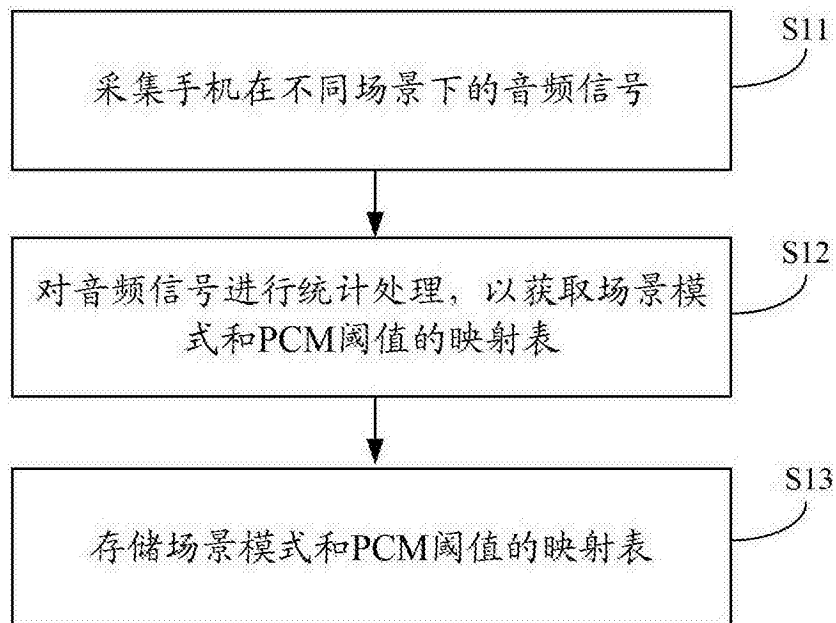 S11
采集手机在不同场景下的音频信号
S12
对音频信号进行统计处理，以获取场景模
式和PCM阈值的映射表
S13
存储场景模式和PCM阈值的映射表